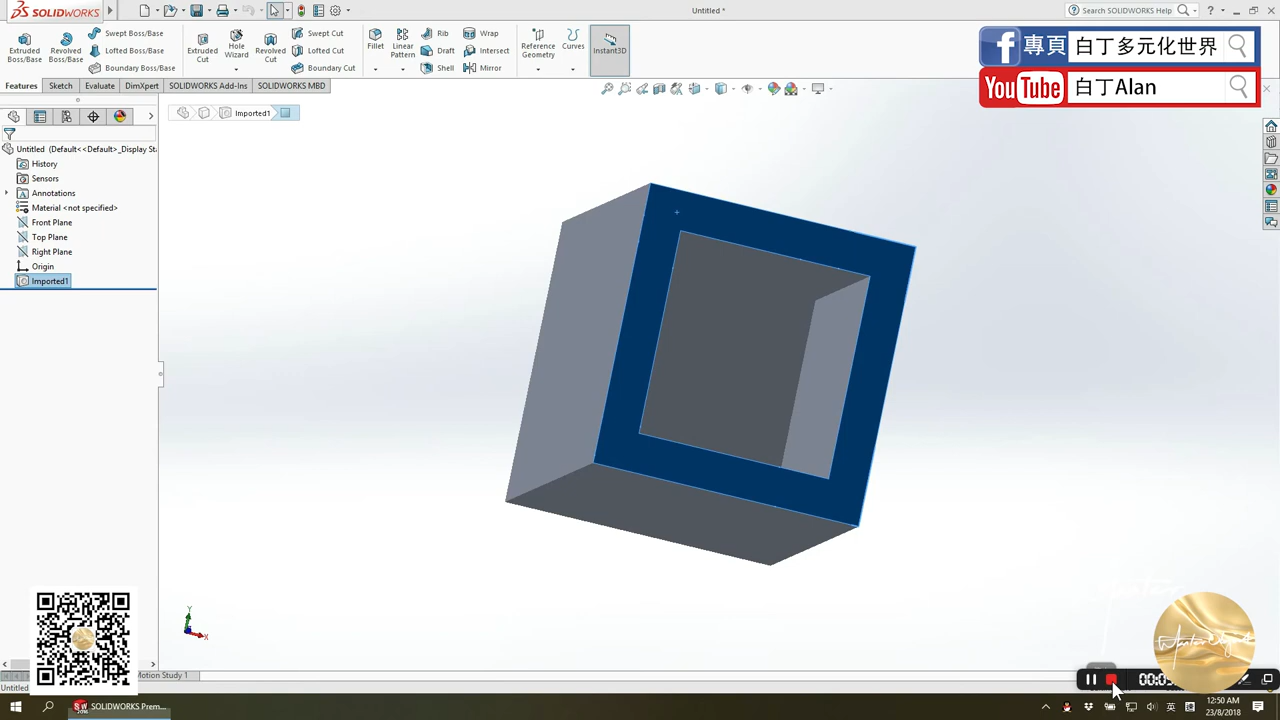 SOLIDWORKS
Untitled *
Search SOLIDWORKS Help
Extruded Boss/Base
Revolved Boss/Base
Swept Boss/Base
Lofted Boss/Base
Boundary Boss/Base
Extruded Cut
Hole Wizard
Revolved Cut
Swept Cut
Lofted Cut
Boundary Cut
Fillet
Linear Pattern
Rib
Draft
Shell
Wrap
Intersect
Mirror
Reference Geometry
Curves
Instant3D
f 專頁 白丁多元化世界
YouTube 白丁Alan
Features Sketch Evaluate DimXpert SOLIDWORKS Add-Ins SOLIDWORKS MBD
Imported1
Untitled (Default<<Default>_Display Sta
History
Sensors
Annotations
Material <not specified>
Front Plane
Top Plane
Right Plane
Origin
Imported1
Y
X
Motion Study 1
Untitled
SOLIDWORKS Prem...
英
12:50 AM
23/8/2018